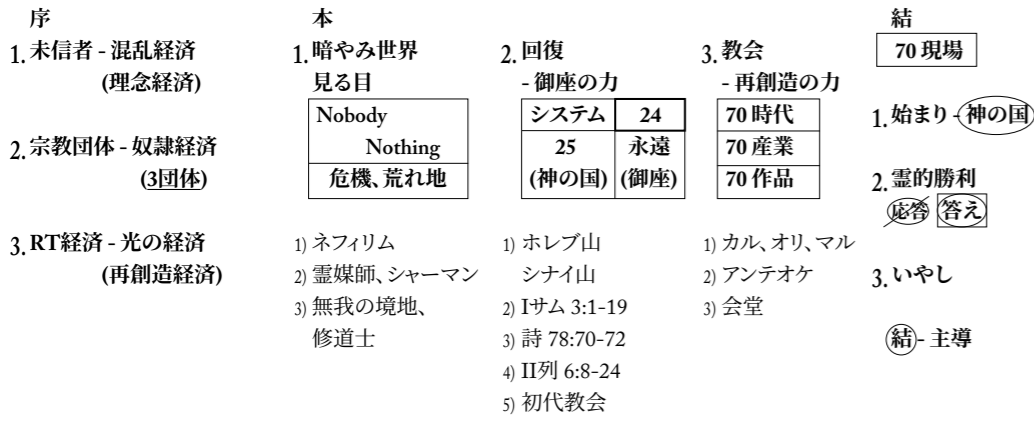 序
1. 未信者 - 混乱経済
(理念経済)
2. 宗教団体 - 奴隷経済
(3団体)
3. RT経済 - 光の経済
(再創造経済)
本
1. 暗やみ世界
見る目
Nobody
Nothing
危機、荒れ地
1) ネフィリム
2) 霊媒師、シャーマン
3) 無我の境地、
修道士
2. 回復
- 御座の力
システム 24
25 永遠
(神の国) (御座)
1) ホレブ山
シナイ山
2) Iサム 3:1-19
3) 詩 78:70-72
4) II列 6:8-24
5) 初代教会
3. 教会
- 再創造の力
70 時代
70 産業
70 作品
1) カル、オリ、マル
2) アンテオケ
3) 会堂
結
70 現場
1. 始まり - 神の国
2. 霊的勝利
応答 答え
3. いやし
結 - 主導